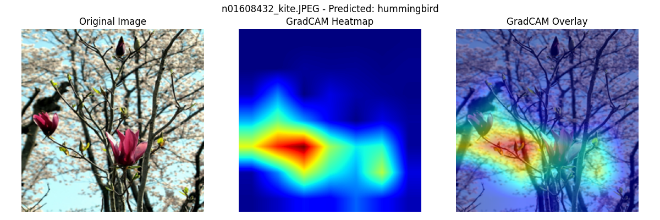 n01608432_kite.JPEG - Predicted: hummingbird
Original Image
GradCAM Heatmap
GradCAM Overlay